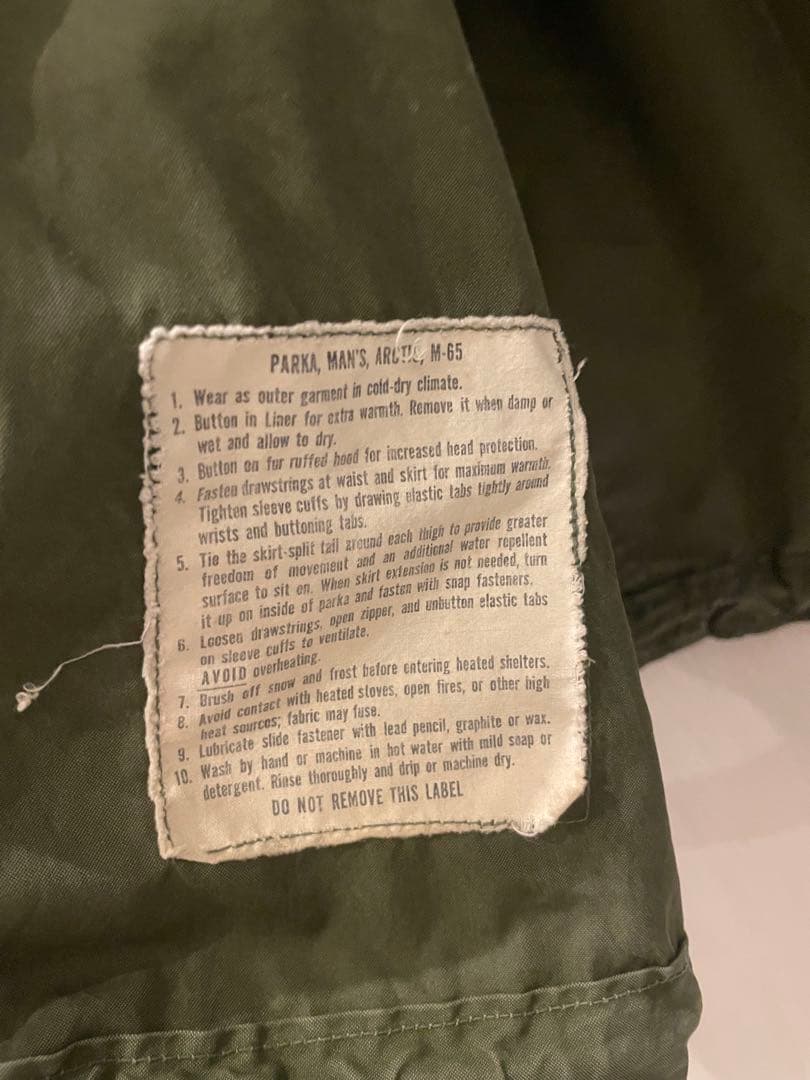 PARKA, MAN'S, ARCTIC, M-65
1. Wear as outer garment in cold-dry climate.
2. Button in Liner for extra warmth. Remove it when damp or
wet and allow to dry.
3. Button on fur ruffed hood for increased head protection.
4. Fasten drawstrings at waist and skirt for maximum warmth.
Tighten sleeve cuffs by drawing elastic tabs tightly around
wrists and buttoning tabs.
5. Tie the skirt-split tail around each thigh to provide greater
freedom of movement and an additional water repellent
surface to sit on. When skirt extension is not needed, turn
it up on inside of parka and fasten with snap fasteners.
6. Loosen drawstrings, open zipper, and unbutton elastic tabs
on sleeve cuffs to ventilate.
AVOID overheating.
7. Brush off snow and frost before entering heated shelters.
8. Avoid contact with heated stoves, open fires, or other high
heat sources; fabric may fuse.
9. Lubricate slide fastener with lead pencil, graphite or wax.
10. Wash by hand or machine in hot water with mild soap or
detergent. Rinse thoroughly and drip or machine dry.
DO NOT REMOVE THIS LABEL